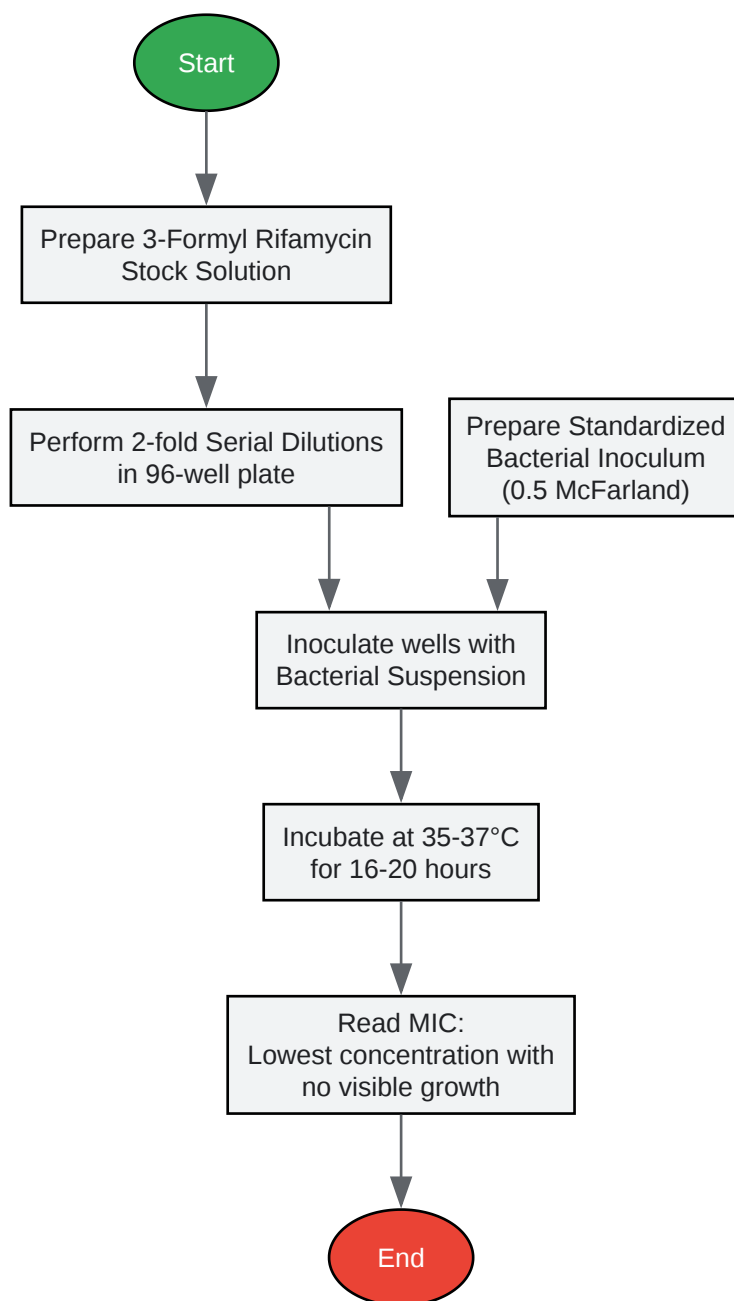 Start
Prepare 3-Formyl Rifamycin
Stock Solution
Perform 2-fold Serial Dilutions
in 96-well plate
Prepare Standardized
Bacterial Inoculum
(0.5 McFarland)
Inoculate wells with
Bacterial Suspension
Incubate at 35-37°C
for 16-20 hours
Read MIC:
Lowest concentration with
no visible growth
End